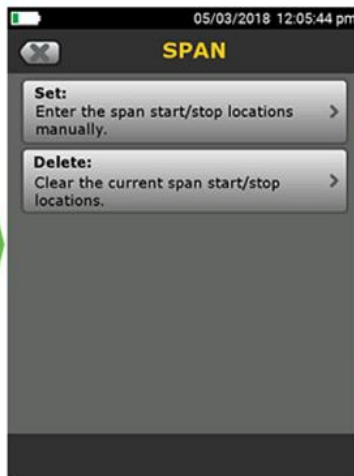 05/03/2018 12:05:44 pm
SPAN
Set:
Enter the span start/stop locations
manually.
Delete:
Clear the current span start/stop
locations.